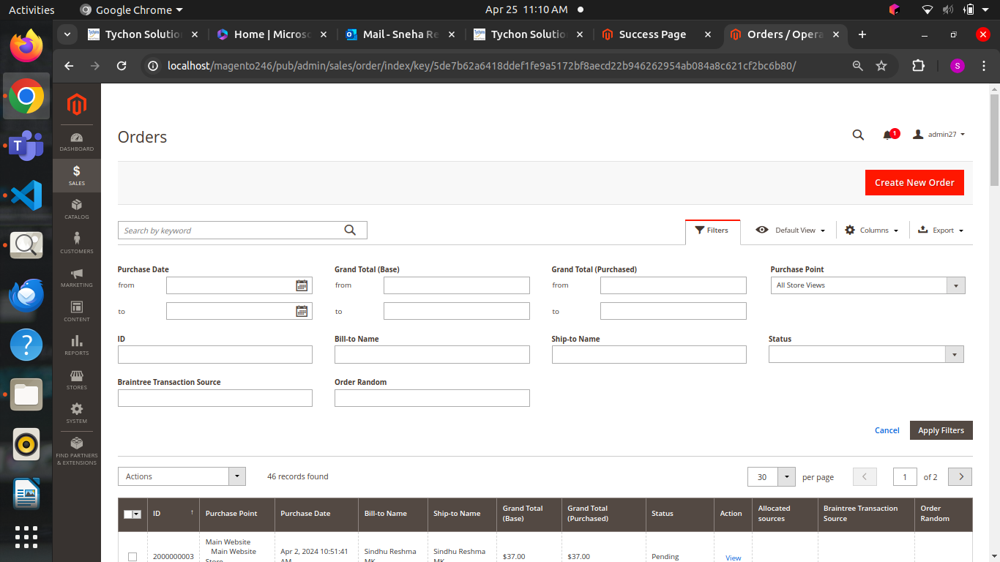 Activities
Google Chrome
Apr 25 11:10 AM
Tychon Solutio
Home | Micros
Mail - Sneha Re
Tychon Solutio
Success Page
Orders / Opera
localhost/magento246/pub/admin/sales/order/index/key/5de7b62a6418ddef1fe9a5172bf8aecd22b946262954ab084a8c621cf2bc6b80/
S
DASHBOARD
SALES
CATALOG
CUSTOMERS
MARKETING
CONTENT
REPORTS
STORES
SYSTEM
FIND PARTNERS
& EXTENSIONS
Orders
1
admin27
Create New Order
Search by keyword
Filters
Default View
Columns
Export
Purchase Date
from
to
Grand Total (Base)
from
to
Grand Total (Purchased)
from
to
Purchase Point
All Store Views
ID
Bill-to Name
Ship-to Name
Status
Braintree Transaction Source
Order Random
Cancel
Apply Filters
Actions
46 records found
30
per page
1
of 2
ID
Purchase Point
Purchase Date
Bill-to Name
Ship-to Name
Grand Total
(Base)
Grand Total
(Purchased)
Status
Action
Allocated
sources
Braintree Transaction
Source
Order
Random
2000000003
Main Website
Main Website
Store
Apr 2, 2024 10:51:41
AM
Sindhu Reshma
MK
Sindhu Reshma
MK
$37.00
$37.00
Pending
View